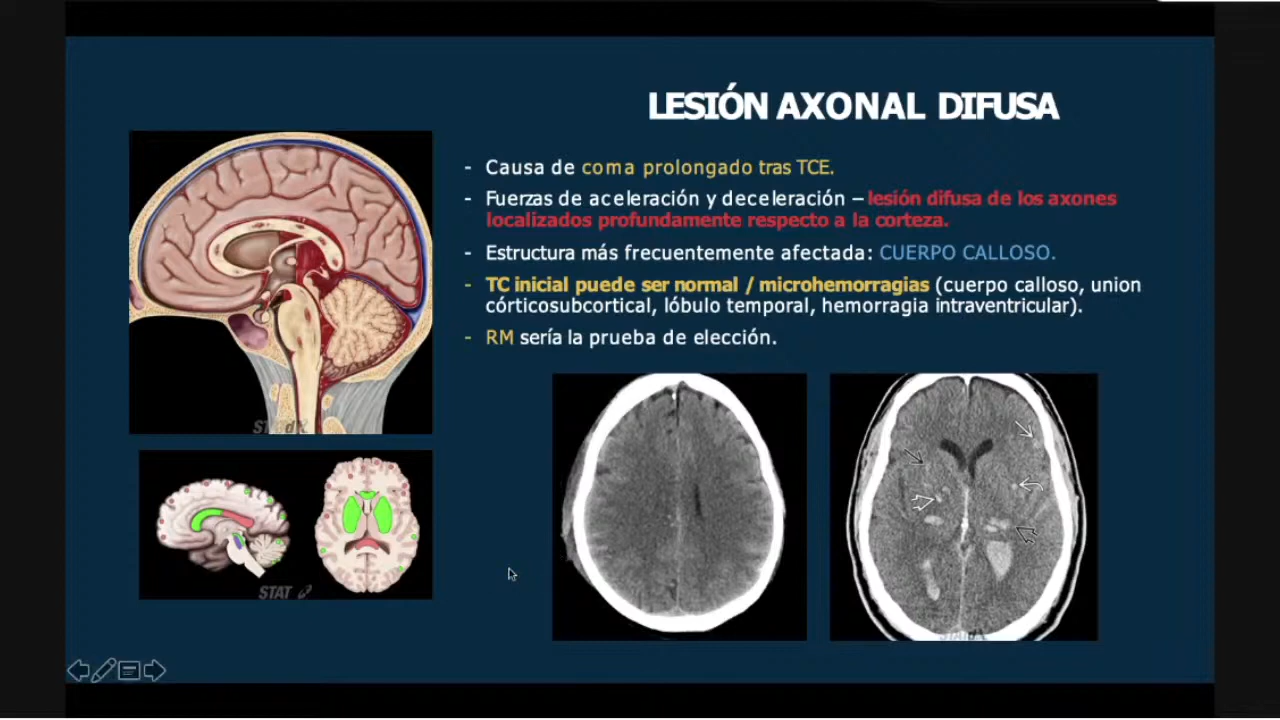 LESIÓN AXONAL DIFUSA
- Causa de coma prolongado tras TCE.
- Fuerzas de aceleración y deceleración – lesión difusa de los axones
localizados profundamente respecto a la corteza.
- Estructura más frecuentemente afectada: CUERPO CALLOSO.
- TC inicial puede ser normal / microhemorragias (cuerpo calloso, union
córticosubcortical, lóbulo temporal, hemorragia intraventricular).
- RM sería la prueba de elección.
STAT